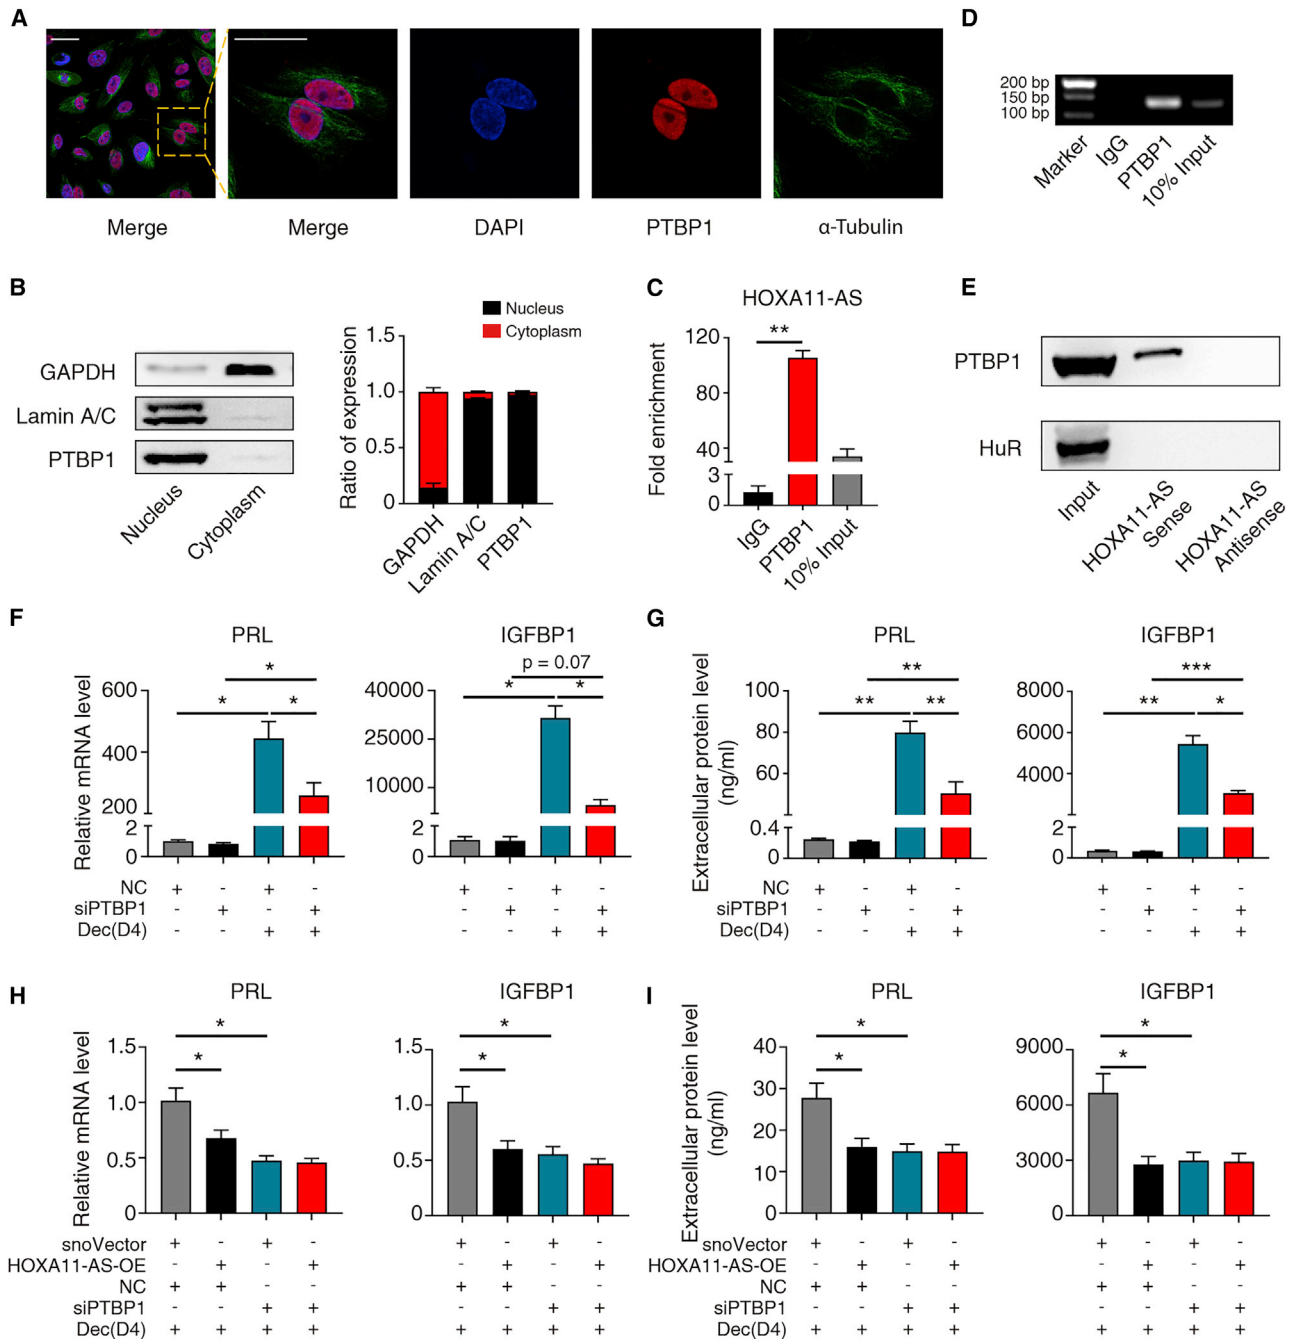 A
Merge
Merge
DAPI
PTBP1
α-Tubulin
D
200 bp
150 bp
100 bp
Marker
IgG
PTBP1
10% Input
B
GAPDH
Lamin A/C
PTBP1
Nucleus
Cytoplasm
Nucleus
Cytoplasm
Ratio of expression
1.5
1.0
0.5
0
GAPDH
Lamin A/C
PTBP1
C
HOXA11-AS
**
Fold enrichment
120
80
40
3
0
IgG
PTBP1
10% Input
E
PTBP1
HuR
Input
HOXA11-AS
Sense
HOXA11-AS
Antisense
F
PRL
Relative mRNA level
600
400
200
2
0
*
*
*
NC + - + -
siPTBP1 - + - +
Dec(D4) - - + +
IGFBP1
p = 0.07
*
*
40000
25000
10000
2
0
+ - + -
- + - +
- - + +
G
PRL
Extracellular protein level
(ng/ml)
100
80
60
0.4
0
**
**
**
NC + - + -
siPTBP1 - + - +
Dec(D4) - - + +
IGFBP1
***
**
*
8000
6000
4000
2
0
+ - + -
- + - +
- - + +
H
PRL
Relative mRNA level
1.5
1.0
0.5
0
*
*
snoVector + - + -
HOXA11-AS-OE - + - +
NC + + - -
siPTBP1 - - + +
Dec(D4) + + + +
IGFBP1
*
*
1.5
1.0
0.5
0
+ - + -
- + - +
+ + - -
- - + +
+ + + +
I
PRL
Extracellular protein level
(ng/ml)
40
30
20
10
0
*
*
snoVector + - + -
HOXA11-AS-OE - + - +
NC + + - -
siPTBP1 - - + +
Dec(D4) + + + +
IGFBP1
*
*
9000
6000
3000
0
+ - + -
- + - +
+ + - -
- - + +
+ + + +